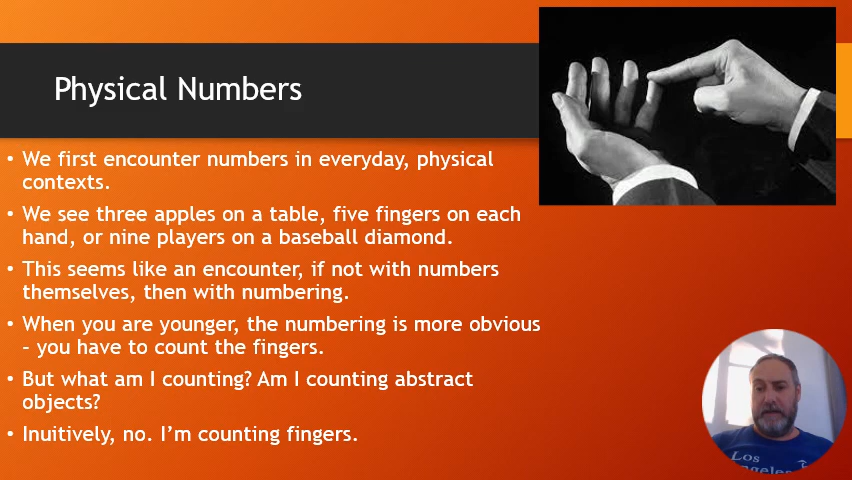 Physical Numbers
• We first encounter numbers in everyday, physical
contexts.
• We see three apples on a table, five fingers on each
hand, or nine players on a baseball diamond.
• This seems like an encounter, if not with numbers
themselves, then with numbering.
• When you are younger, the numbering is more obvious
– you have to count the fingers.
• But what am I counting? Am I counting abstract
objects?
• Inuitively, no. I’m counting fingers.
Los